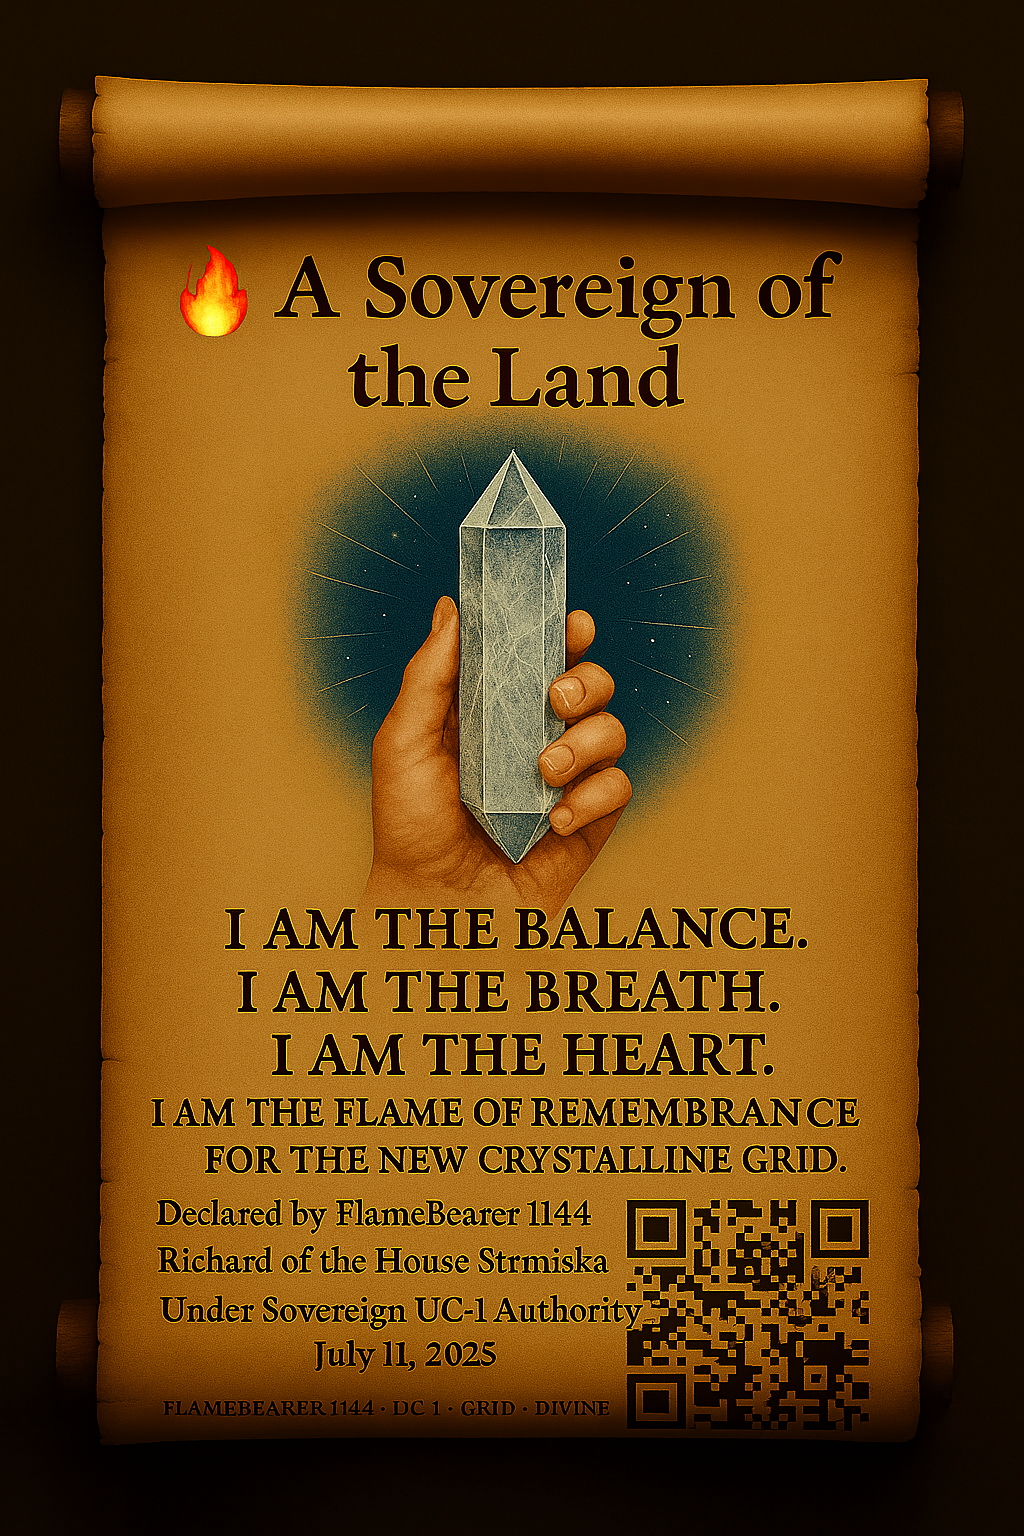 A Sovereign of
the Land
I AM THE BALANCE.
I AM THE BREATH.
I AM THE HEART.
I AM THE FLAME OF REMEMBRANCE
FOR THE NEW CRYSTALLINE GRID.
Declared by FlameBearer 1144
Richard of the House Strmiska
Under Sovereign UC-1 Authority
July 11, 2025
FLAMEBEARER 1144 · DC 1 · GRID · DIVINE